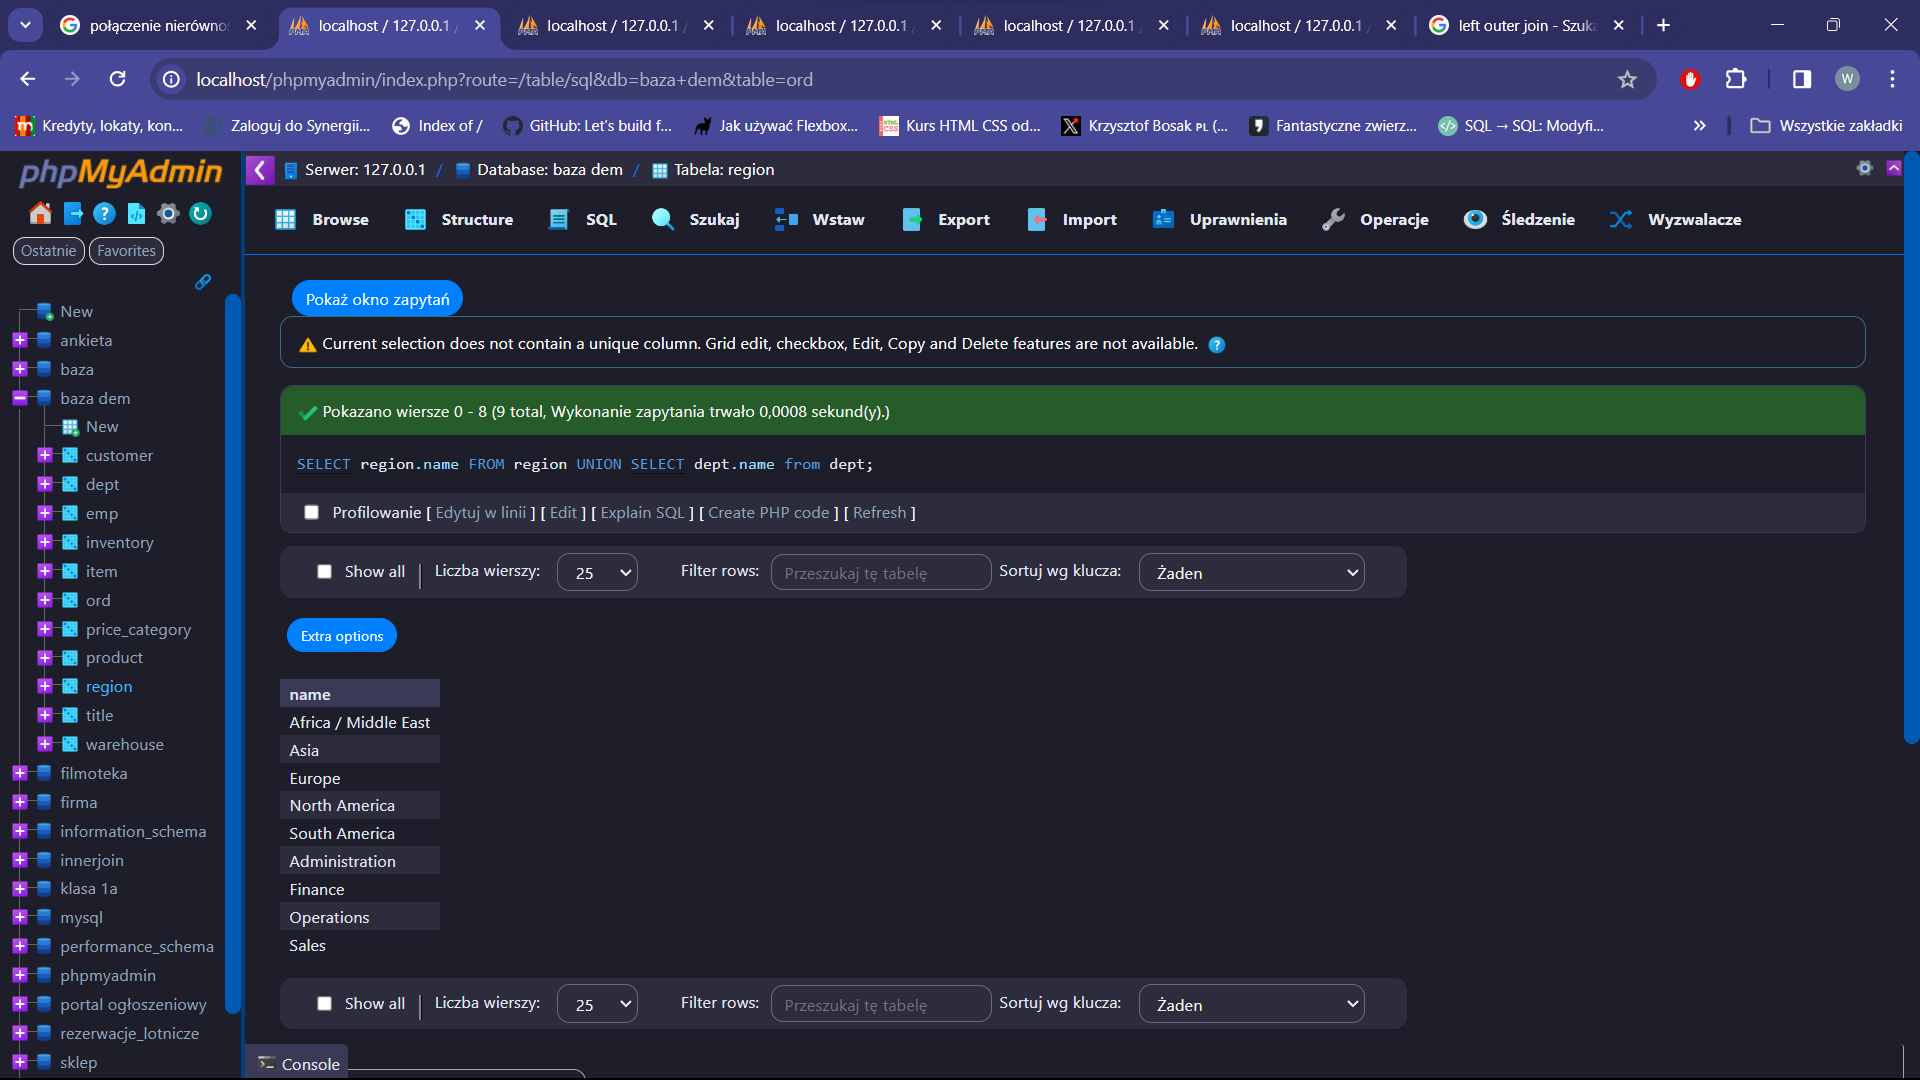 połączenie nierównoś
localhost / 127.0.0.1 /
localhost / 127.0.0.1 /
localhost / 127.0.0.1 /
localhost / 127.0.0.1 /
localhost / 127.0.0.1 /
left outer join - Szuka
localhost/phpmyadmin/index.php?route=/table/sql&db=baza+dem&table=ord
W
Kredyty, lokaty, kon...
Zaloguj do Synergii...
Index of /
GitHub: Let's build f...
Jak używać Flexbox...
Kurs HTML CSS od...
Krzysztof Bosak PL (...
Fantastyczne zwierz...
SQL → SQL: Modyfi...
Wszystkie zakładki
phpMyAdmin
Ostatnie
Favorites
New
ankieta
baza
baza dem
New
customer
dept
emp
inventory
item
ord
price_category
product
region
title
warehouse
filmoteka
firma
information_schema
innerjoin
klasa 1a
mysql
performance_schema
phpmyadmin
portal ogłoszeniowy
rezerwacje_lotnicze
sklep
Serwer: 127.0.0.1 / Database: baza dem / Tabela: region
Browse
Structure
SQL
Szukaj
Wstaw
Export
Import
Uprawnienia
Operacje
Śledzenie
Wyzwalacze
Pokaż okno zapytań
Current selection does not contain a unique column. Grid edit, checkbox, Edit, Copy and Delete features are not available.
Pokazano wiersze 0 - 8 (9 total, Wykonanie zapytania trwało 0,0008 sekund(y).)
SELECT region.name FROM region UNION SELECT dept.name from dept;
Profilowanie [ Edytuj w linii ] [ Edit ] [ Explain SQL ] [ Create PHP code ] [ Refresh ]
Show all | Liczba wierszy: 25 Filter rows: Przeszukaj tę tabelę Sortuj wg klucza: Żaden
Extra options
name
Africa / Middle East
Asia
Europe
North America
South America
Administration
Finance
Operations
Sales
Show all | Liczba wierszy: 25 Filter rows: Przeszukaj tę tabelę Sortuj wg klucza: Żaden
Console